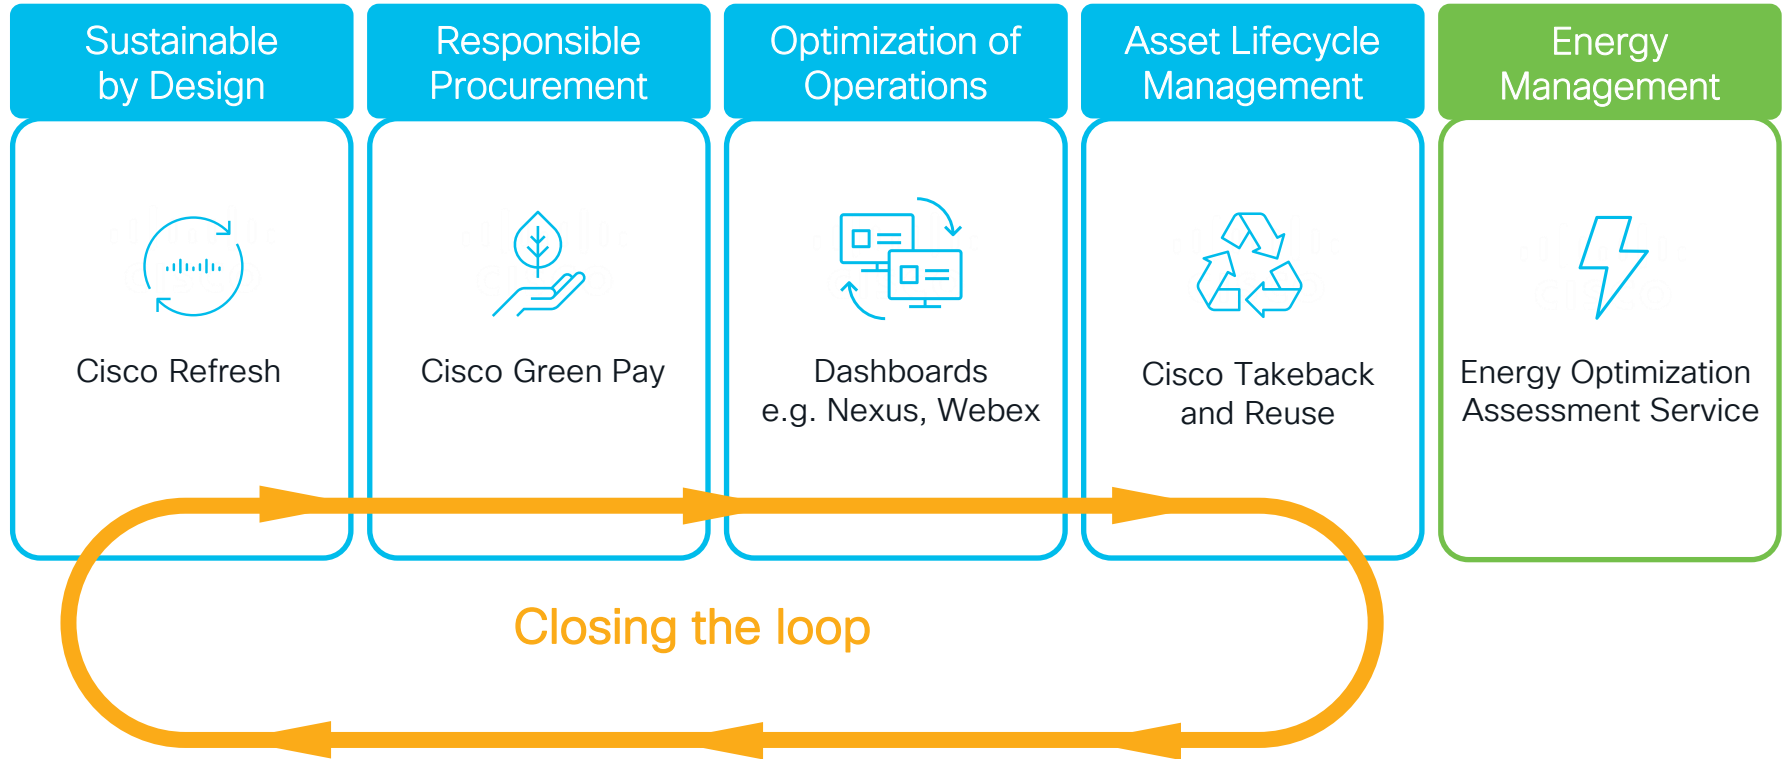 Sustainable
by Design
Responsible
Procurement
Optimization of
Operations
Asset Lifecycle
Management
Energy
Management
Cisco Refresh
Cisco Green Pay
Dashboards
e.g. Nexus, Webex
Cisco Takeback
and Reuse
Energy Optimization
Assessment Service
Closing the loop